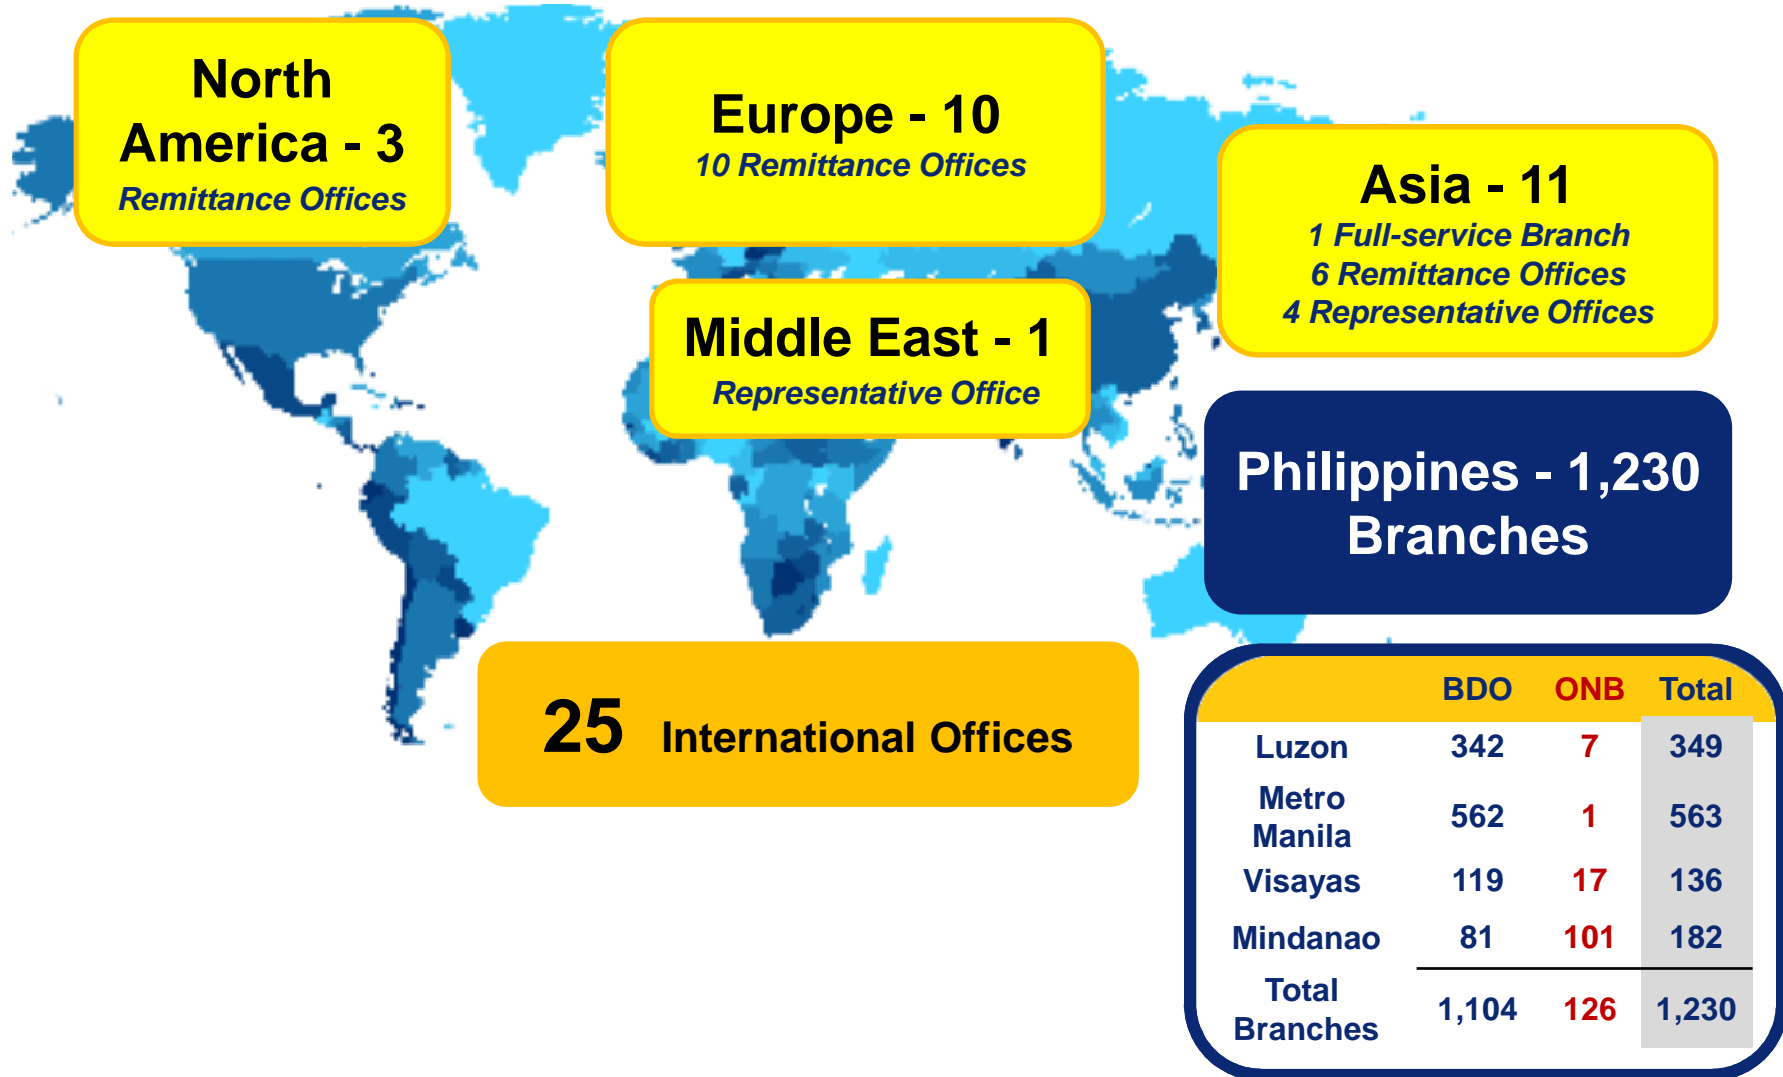 North
America - 3
Remittance Offices
Europe - 10
10 Remittance Offices
Asia - 11
1 Full-service Branch
6 Remittance Offices
4 Representative Offices
Middle East - 1
Representative Office
Philippines - 1,230
Branches
25 International Offices
BDO ONB Total
Luzon 342 7 349
Metro
Manila 562 1 563
Visayas 119 17 136
Mindanao 81 101 182
Total
Branches 1,104 126 1,230